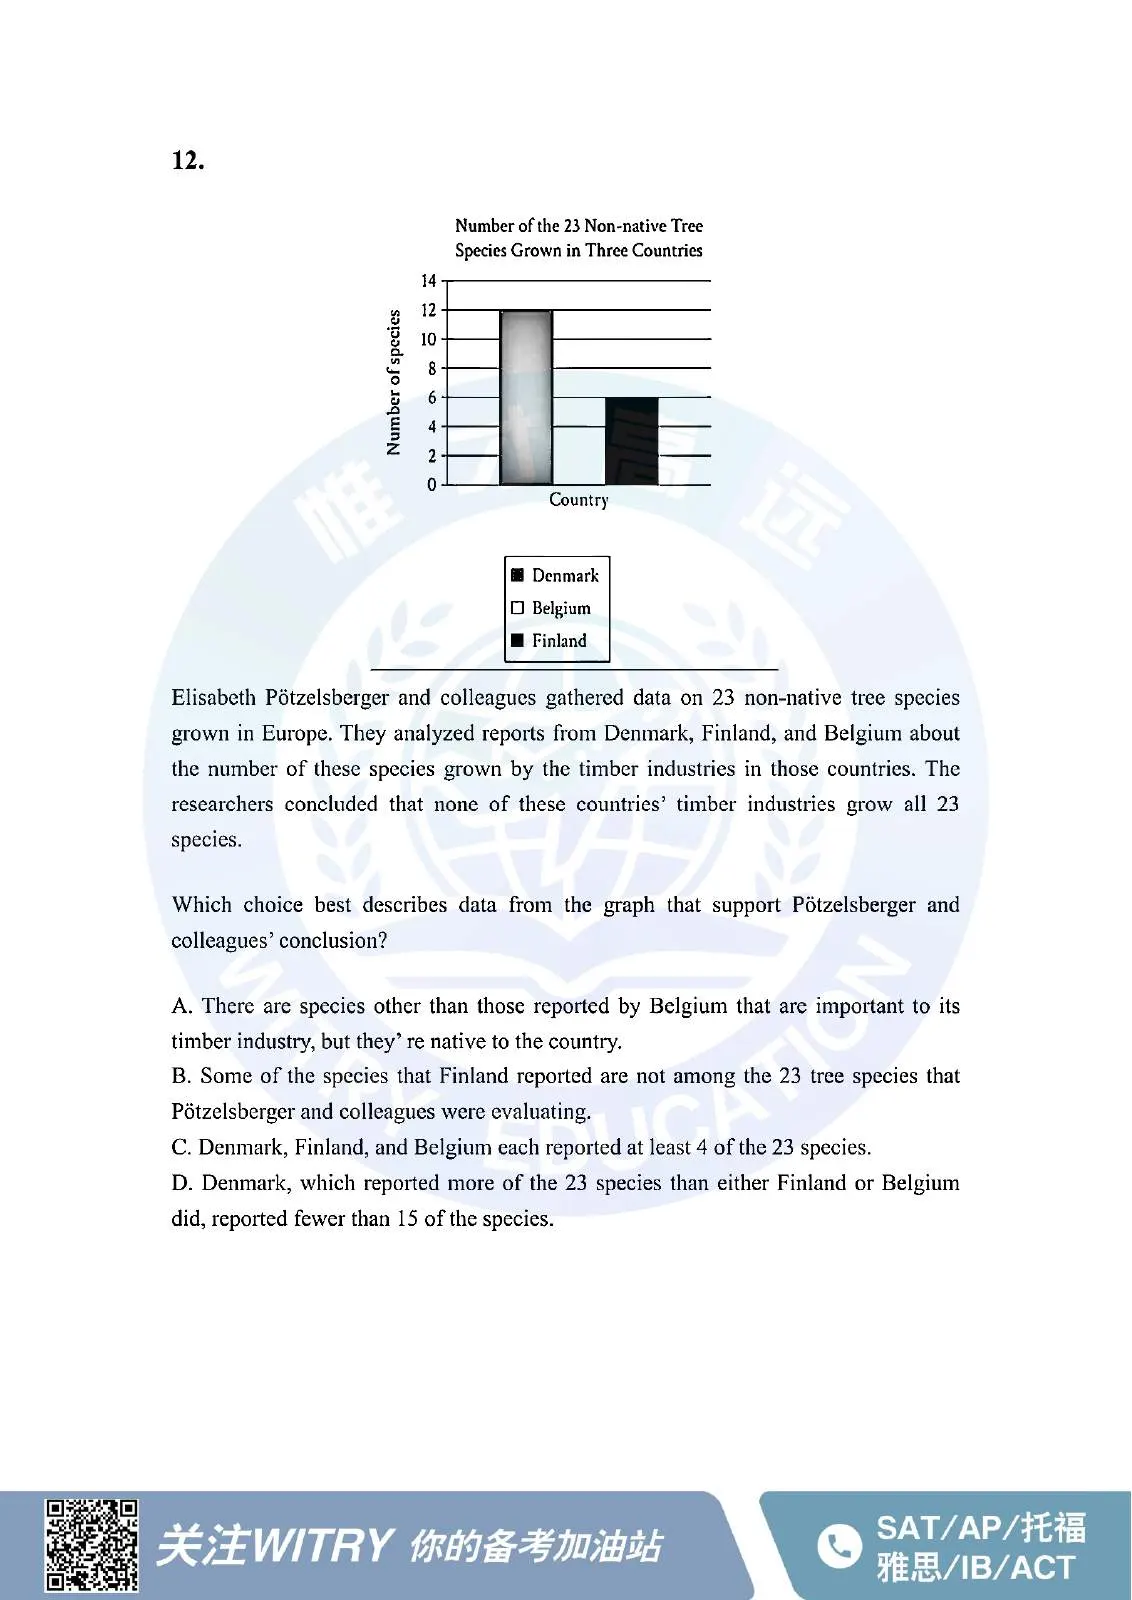 12.
Number of the 23 Non-native Tree
Species Grown in Three Countries
14
12
10
8
6
4
2
0
Number of species
Country
Denmark
Belgium
Finland
Elisabeth Pötzelsberger and colleagues gathered data on 23 non-native tree species
grown in Europe. They analyzed reports from Denmark, Finland, and Belgium about
the number of these species grown by the timber industries in those countries. The
researchers concluded that none of these countries' timber industries grow all 23
species.
Which choice best describes data from the graph that support Pötzelsberger and
colleagues' conclusion?
A. There are species other than those reported by Belgium that are important to its
timber industry, but they' re native to the country.
B. Some of the species that Finland reported are not among the 23 tree species that
Pötzelsberger and colleagues were evaluating.
C. Denmark, Finland, and Belgium each reported at least 4 of the 23 species.
D. Denmark, which reported more of the 23 species than either Finland or Belgium
did, reported fewer than 15 of the species.
惟才高远
WITRY EDUCATION
关注WITRY 你的备考加油站
SAT/AP/托福
雅思/IB/ACT